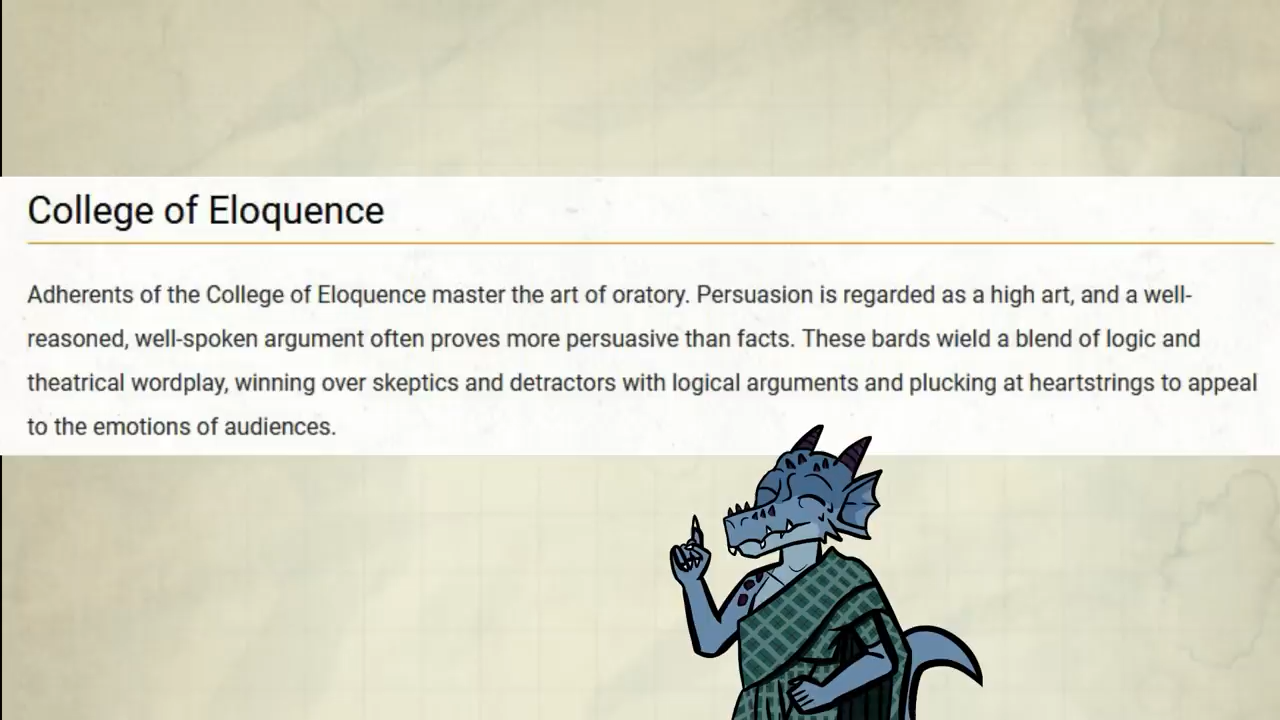 College of Eloquence
Adherents of the College of Eloquence master the art of oratory. Persuasion is regarded as a high art, and a well-
reasoned, well-spoken argument often proves more persuasive than facts. These bards wield a blend of logic and
theatrical wordplay, winning over skeptics and detractors with logical arguments and plucking at heartstrings to appeal
to the emotions of audiences.